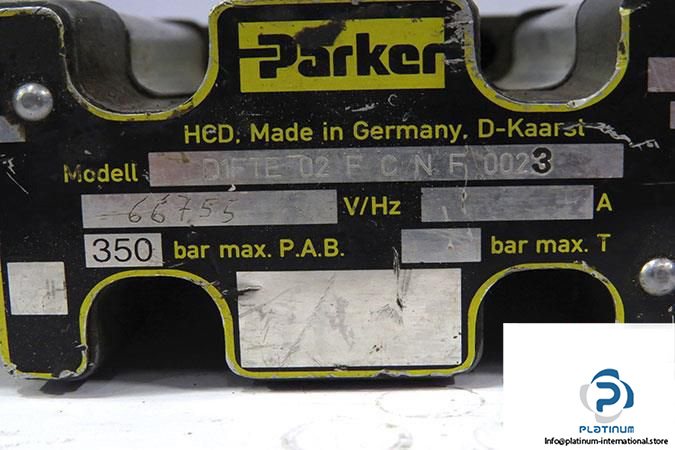 Parker
HCD, Made in Germany, D-Kaarst
Modell D1FTE 02 F C N F 0023
66755 V/Hz A
350 bar max. P.A.B. bar max. T
PLATINUM
Info@platinum-international.store